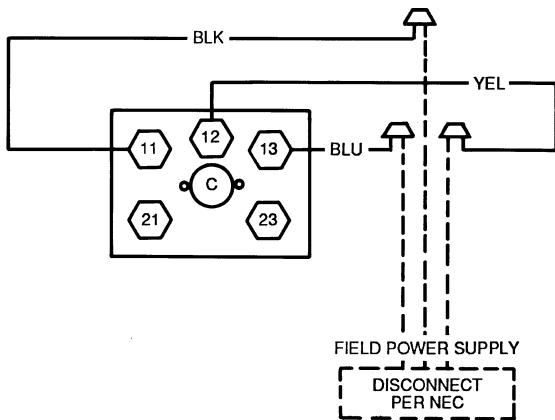 BLK
YEL
11
12
13
BLU
C
21
23
FIELD POWER SUPPLY
DISCONNECT
PER NEC